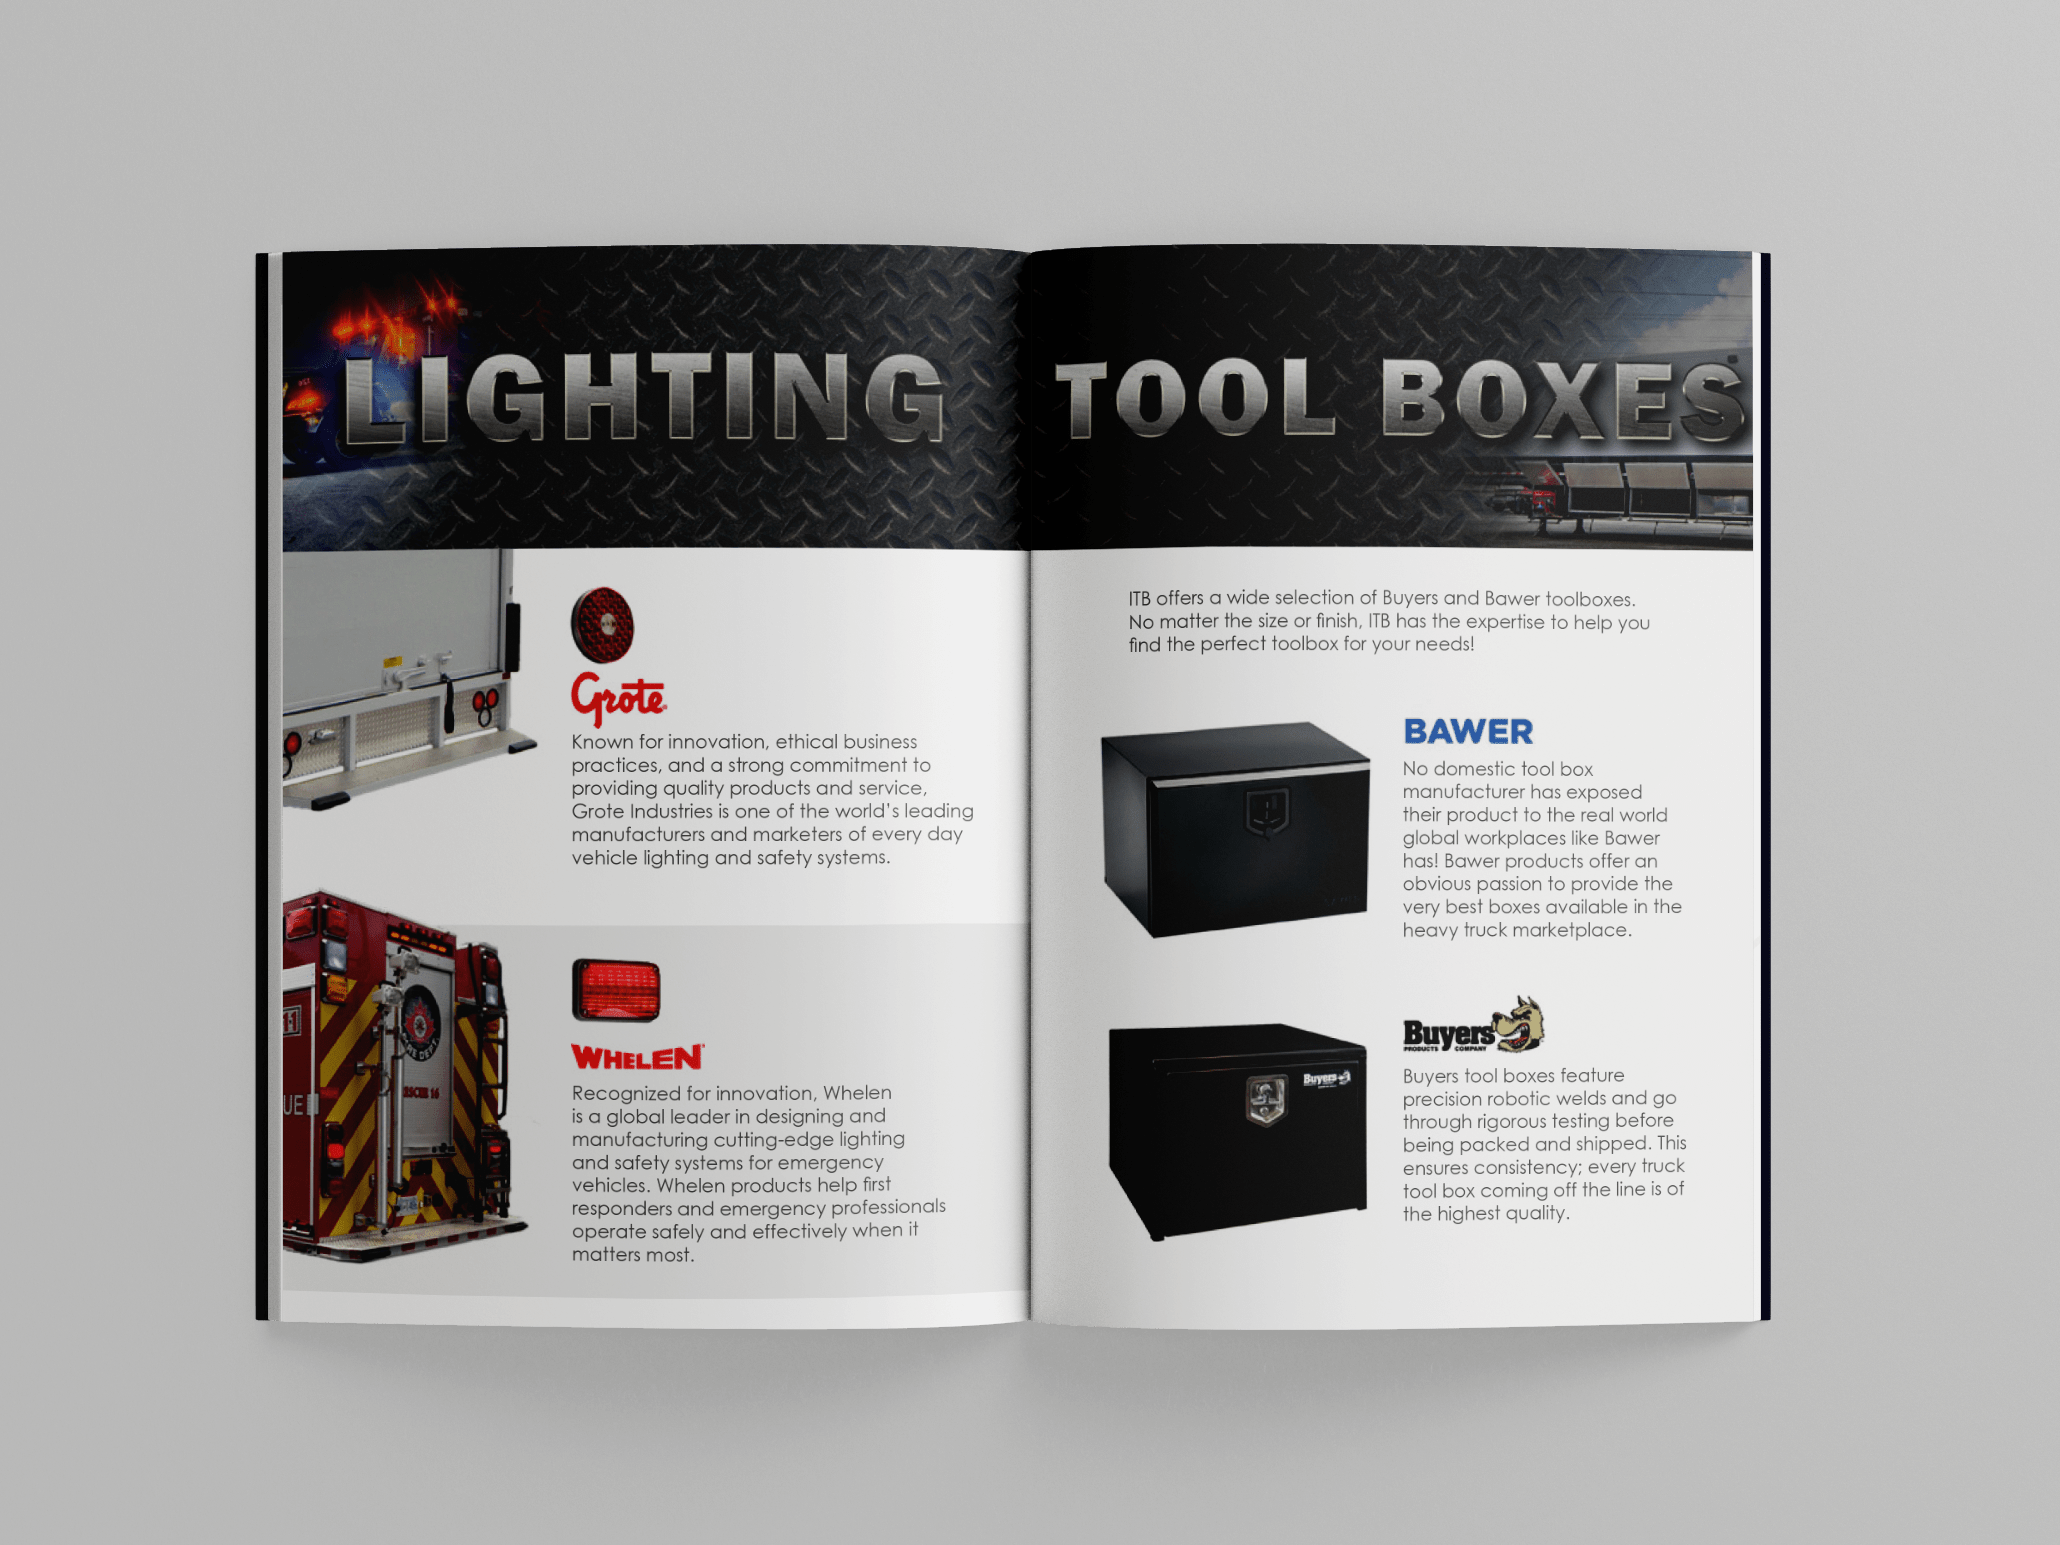 LIGHTING
Grote
Known for innovation, ethical business
practices, and a strong commitment to
providing quality products and service,
Grote Industries is one of the world's leading
manufacturers and marketers of every day
vehicle lighting and safety systems.
RESCUE 16
UE
WHELEN
Recognized for innovation, Whelen
is a global leader in designing and
manufacturing cutting-edge lighting
and safety systems for emergency
vehicles. Whelen products help first
responders and emergency professionals
operate safely and effectively when it
matters most.
TOOL BOXES
ITB offers a wide selection of Buyers and Bawer toolboxes.
No matter the size or finish, ITB has the expertise to help you
find the perfect toolbox for your needs!
BAWER
No domestic tool box
manufacturer has exposed
their product to the real world
global workplaces like Bawer
has! Bawer products offer an
obvious passion to provide the
very best boxes available in the
heavy truck marketplace.
Buyers
Buyers
PRODUCTS COMPANY
Buyers tool boxes feature
precision robotic welds and go
through rigorous testing before
being packed and shipped. This
ensures consistency; every truck
tool box coming off the line is of
the highest quality.